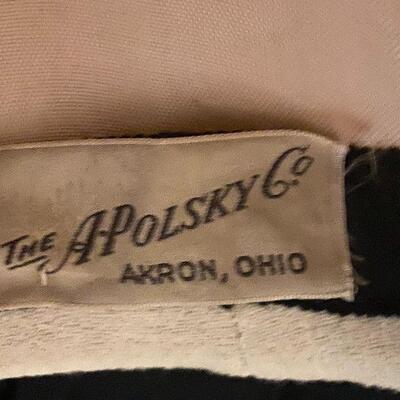 THE A. POLSKY Co.
AKRON, OHIO